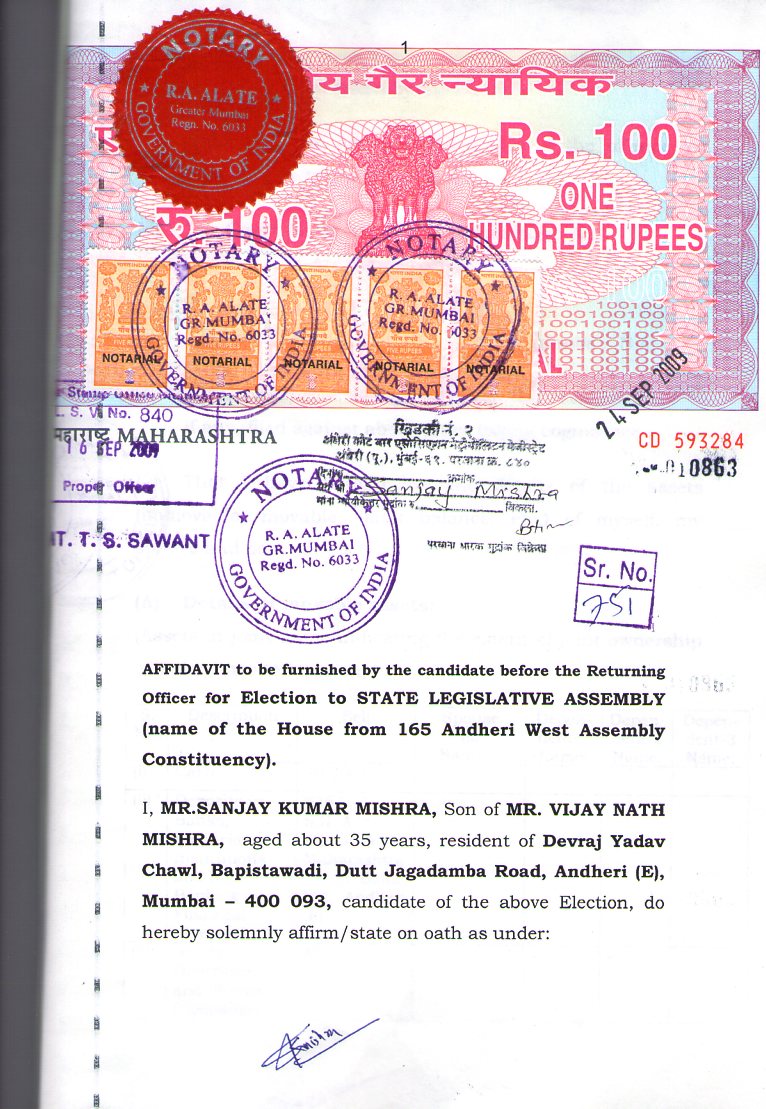 1
NOTARY
R.A. ALATE
Greater Mumbai
Regn. No. 6033
GOVERNMENT OF INDIA
गैर न्यायिक
Rs. 100
ONE
रु. 100
HUNDRED RUPEES
NOTARY
R. A. ALATE
GR.MUMBAI
Regd. No. 6033
GOVERNMENT OF INDIA
NOTARY
R. A. ALATE
GR.MUMBAI
Regd. No. 6033
GOVERNMENT OF INDIA
NOTARIAL
NOTARIAL
NOTARIAL
NOTARIAL
NOTARIAL
24 SEP 2009
L. S. V. No. 840
महाराष्ट्र MAHARASHTRA
16 SEP 2009
Proper Officer
T. S. SAWANT
खिडकी नं. २
CD 593284
10863
Sanjay Mishra
NOTARY
R. A. ALATE
GR.MUMBAI
Regd. No. 6033
GOVERNMENT OF INDIA
परवाना धारक मुद्रांक विक्रेता
Sr. No.
751
AFFIDAVIT to be furnished by the candidate before the Returning
Officer for Election to STATE LEGISLATIVE ASSEMBLY
(name of the House from 165 Andheri West Assembly
Constituency).
I, MR.SANJAY KUMAR MISHRA, Son of MR. VIJAY NATH
MISHRA, aged about 35 years, resident of Devraj Yadav
Chawl, Bapistawadi, Dutt Jagadamba Road, Andheri (E),
Mumbai – 400 093, candidate of the above Election, do
hereby solemnly affirm/state on oath as under: